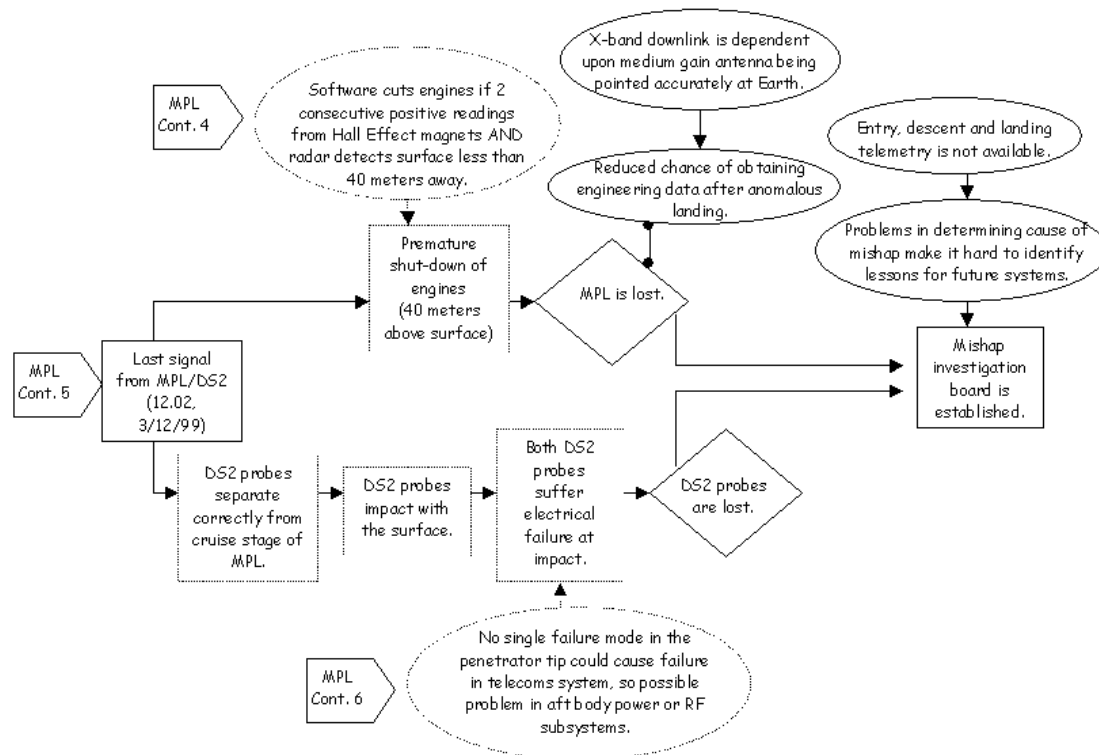 X-band downlink is dependent
upon medium gain antenna being
pointed accurately at Earth.
MPL
Cont. 4
Software cuts engines if 2
consecutive positive readings
from Hall Effect magnets AND
radar detects surface less than
40 meters away.
Entry, descent and landing
telemetry is not available.
Reduced chance of obtaining
engineering data after anomalous
landing.
Problems in determining cause of
mishap make it hard to identify
lessons for future systems.
Premature
shut-down of
engines
(40 meters
above surface)
MPL is lost.
MPL
Cont. 5
Last signal
from MPL/DS2
(12.02,
3/12/99)
Mishap
investigation
board is
established.
DS2 probes
separate
correctly from
cruise stage of
MPL.
DS2 probes
impact with
the surface.
Both DS2
probes
suffer
electrical
failure at
impact.
DS2 probes
are lost.
MPL
Cont. 6
No single failure mode in the
penetrator tip could cause failure
in telecoms system, so possible
problem in aft body power or RF
subsystems.